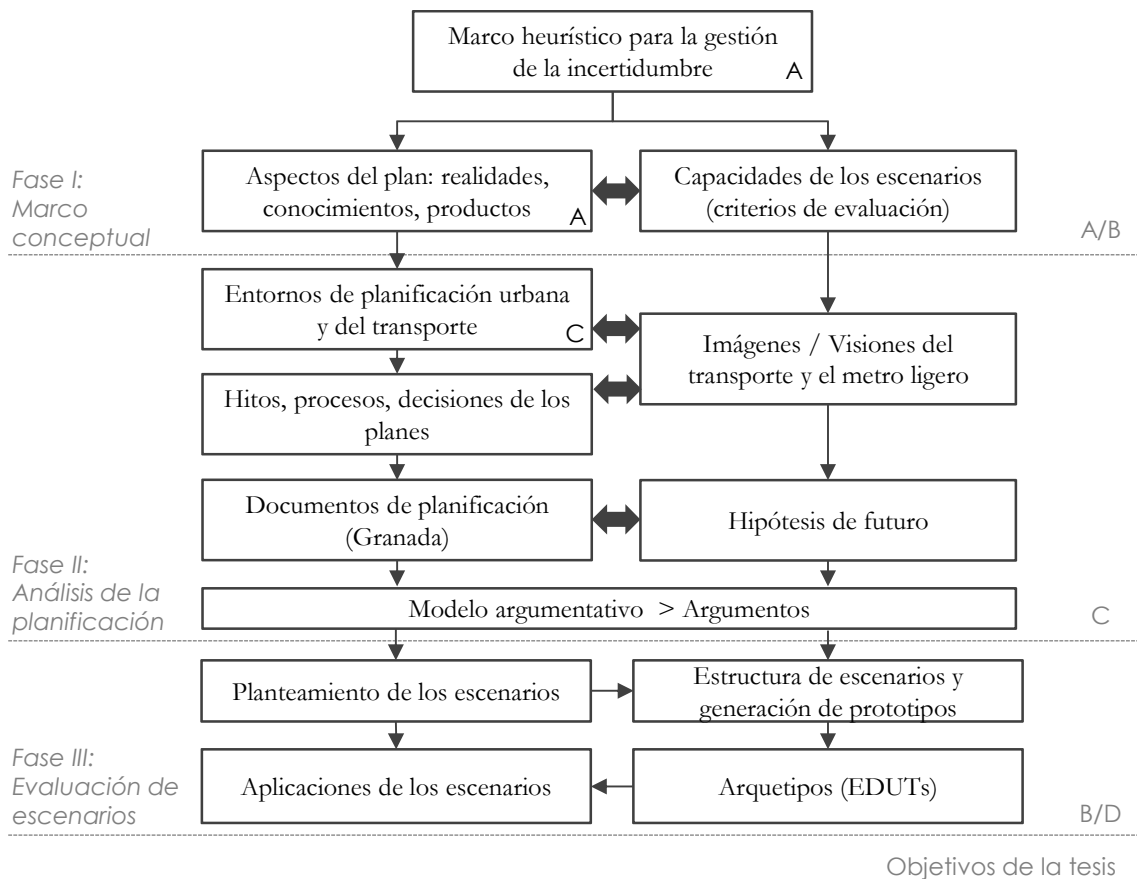 Marco heurístico para la gestión
de la incertidumbre
A
Fase I:
Marco
conceptual
Aspectos del plan: realidades,
conocimientos, productos
A
Capacidades de los escenarios
(criterios de evaluación)
A/B
Entornos de planificación urbana
y del transporte
C
Imágenes / Visiones del
transporte y el metro ligero
Hitos, procesos, decisiones de los
planes
Documentos de planificación
(Granada)
Hipótesis de futuro
Fase II:
Análisis de la
planificación
Modelo argumentativo > Argumentos
C
Planteamiento de los escenarios
Estructura de escenarios y
generación de prototipos
Fase III:
Evaluación de
escenarios
Aplicaciones de los escenarios
Arquetipos (EDUTs)
B/D
Objetivos de la tesis